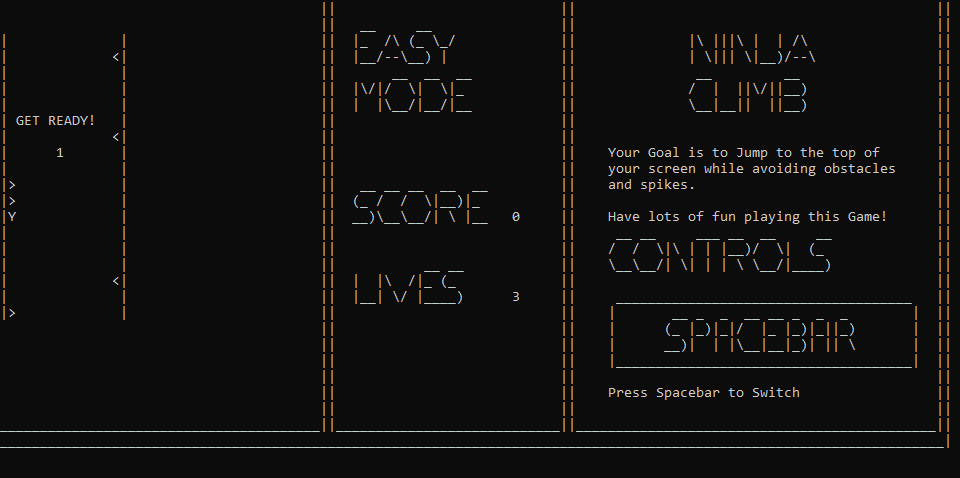 GET READY!
1
EASY
MODE
SCORE 0
LIVES 3
NINJA
CLIMB
Your Goal is to Jump to the top of
your screen while avoiding obstacles
and spikes.
Have lots of fun playing this Game!
CONTROLS
SPACEBAR
Press Spacebar to Switch